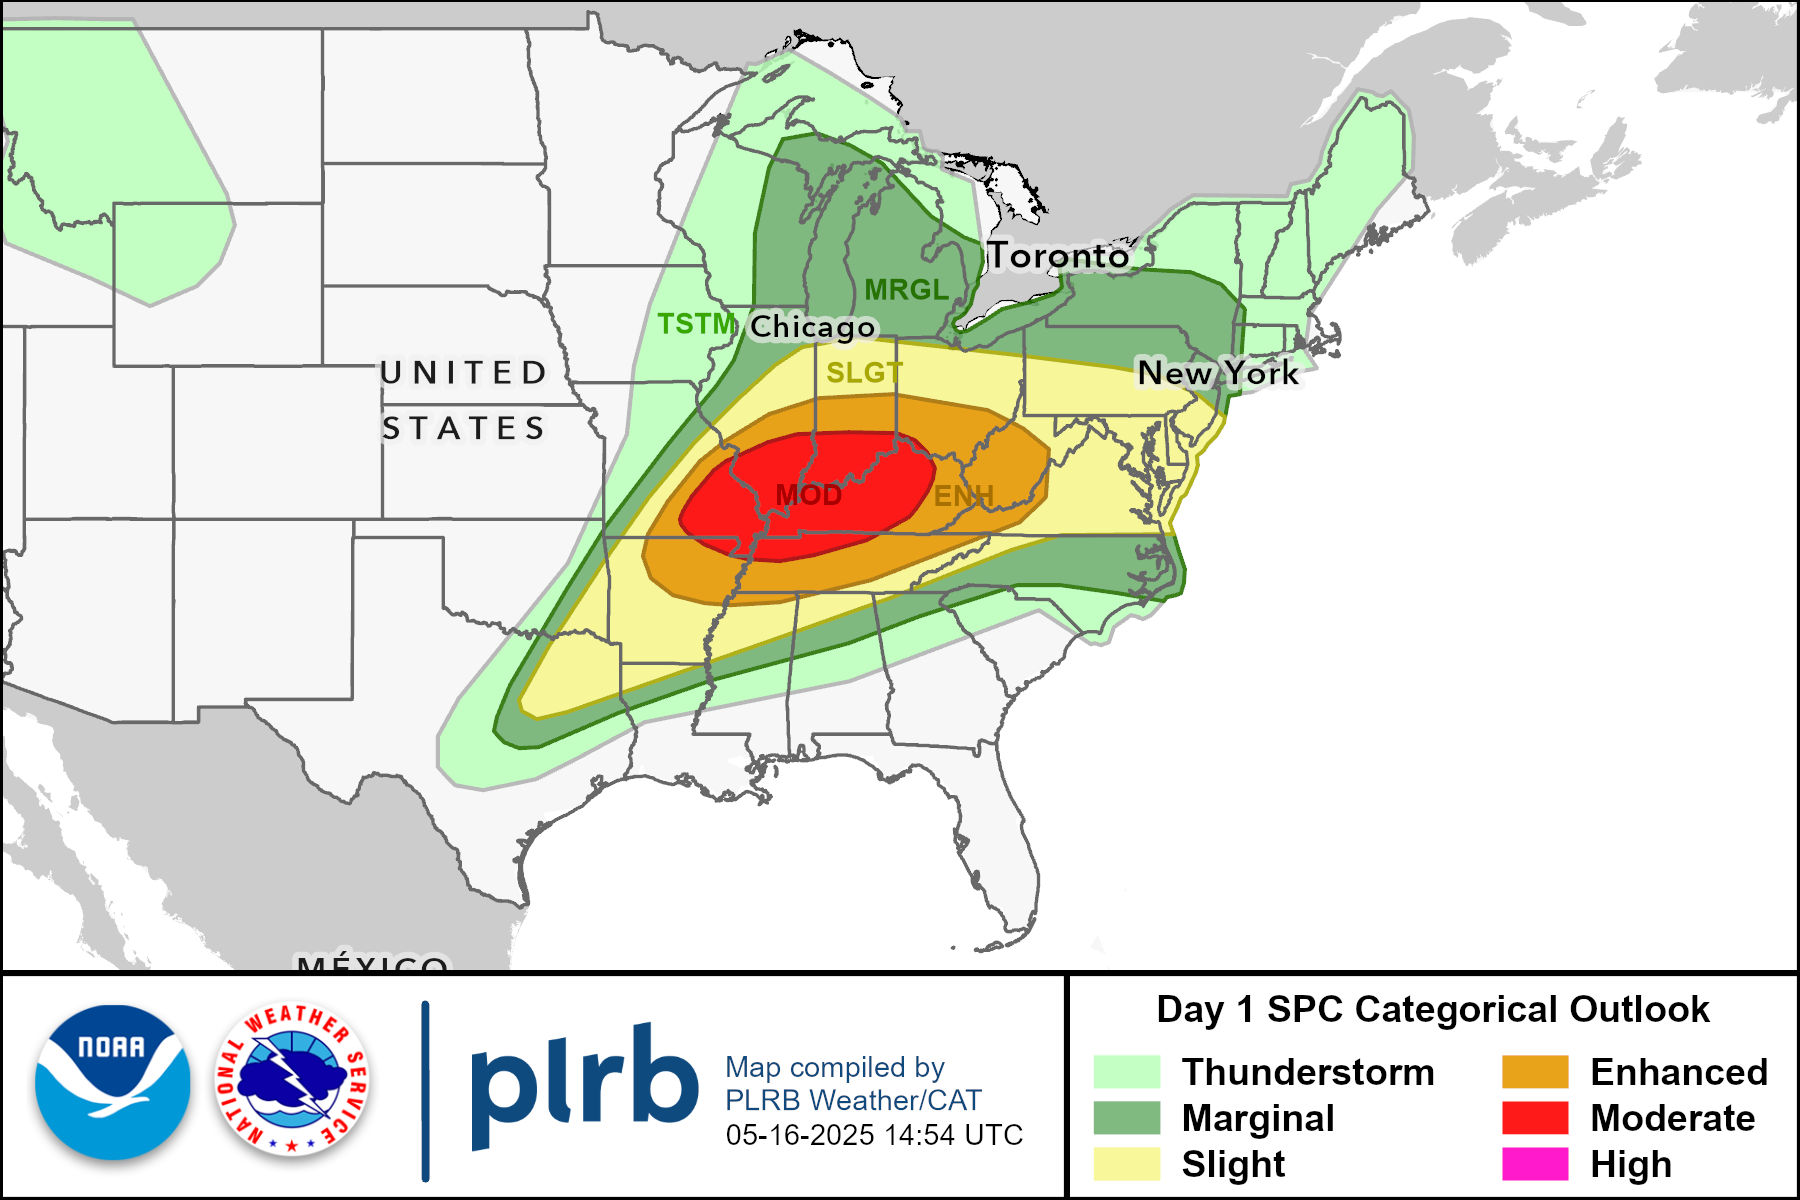 Toronto
MRGL
TSTM
Chicago
UNITED
STATES
SLGT
New York
MOD
ENH
MÉXICO
NOAA
NATIONAL WEATHER SERVICE
plrb
Map compiled by
PLRB Weather/CAT
05-16-2025 14:54 UTC
Day 1 SPC Categorical Outlook
Thunderstorm
Marginal
Slight
Enhanced
Moderate
High